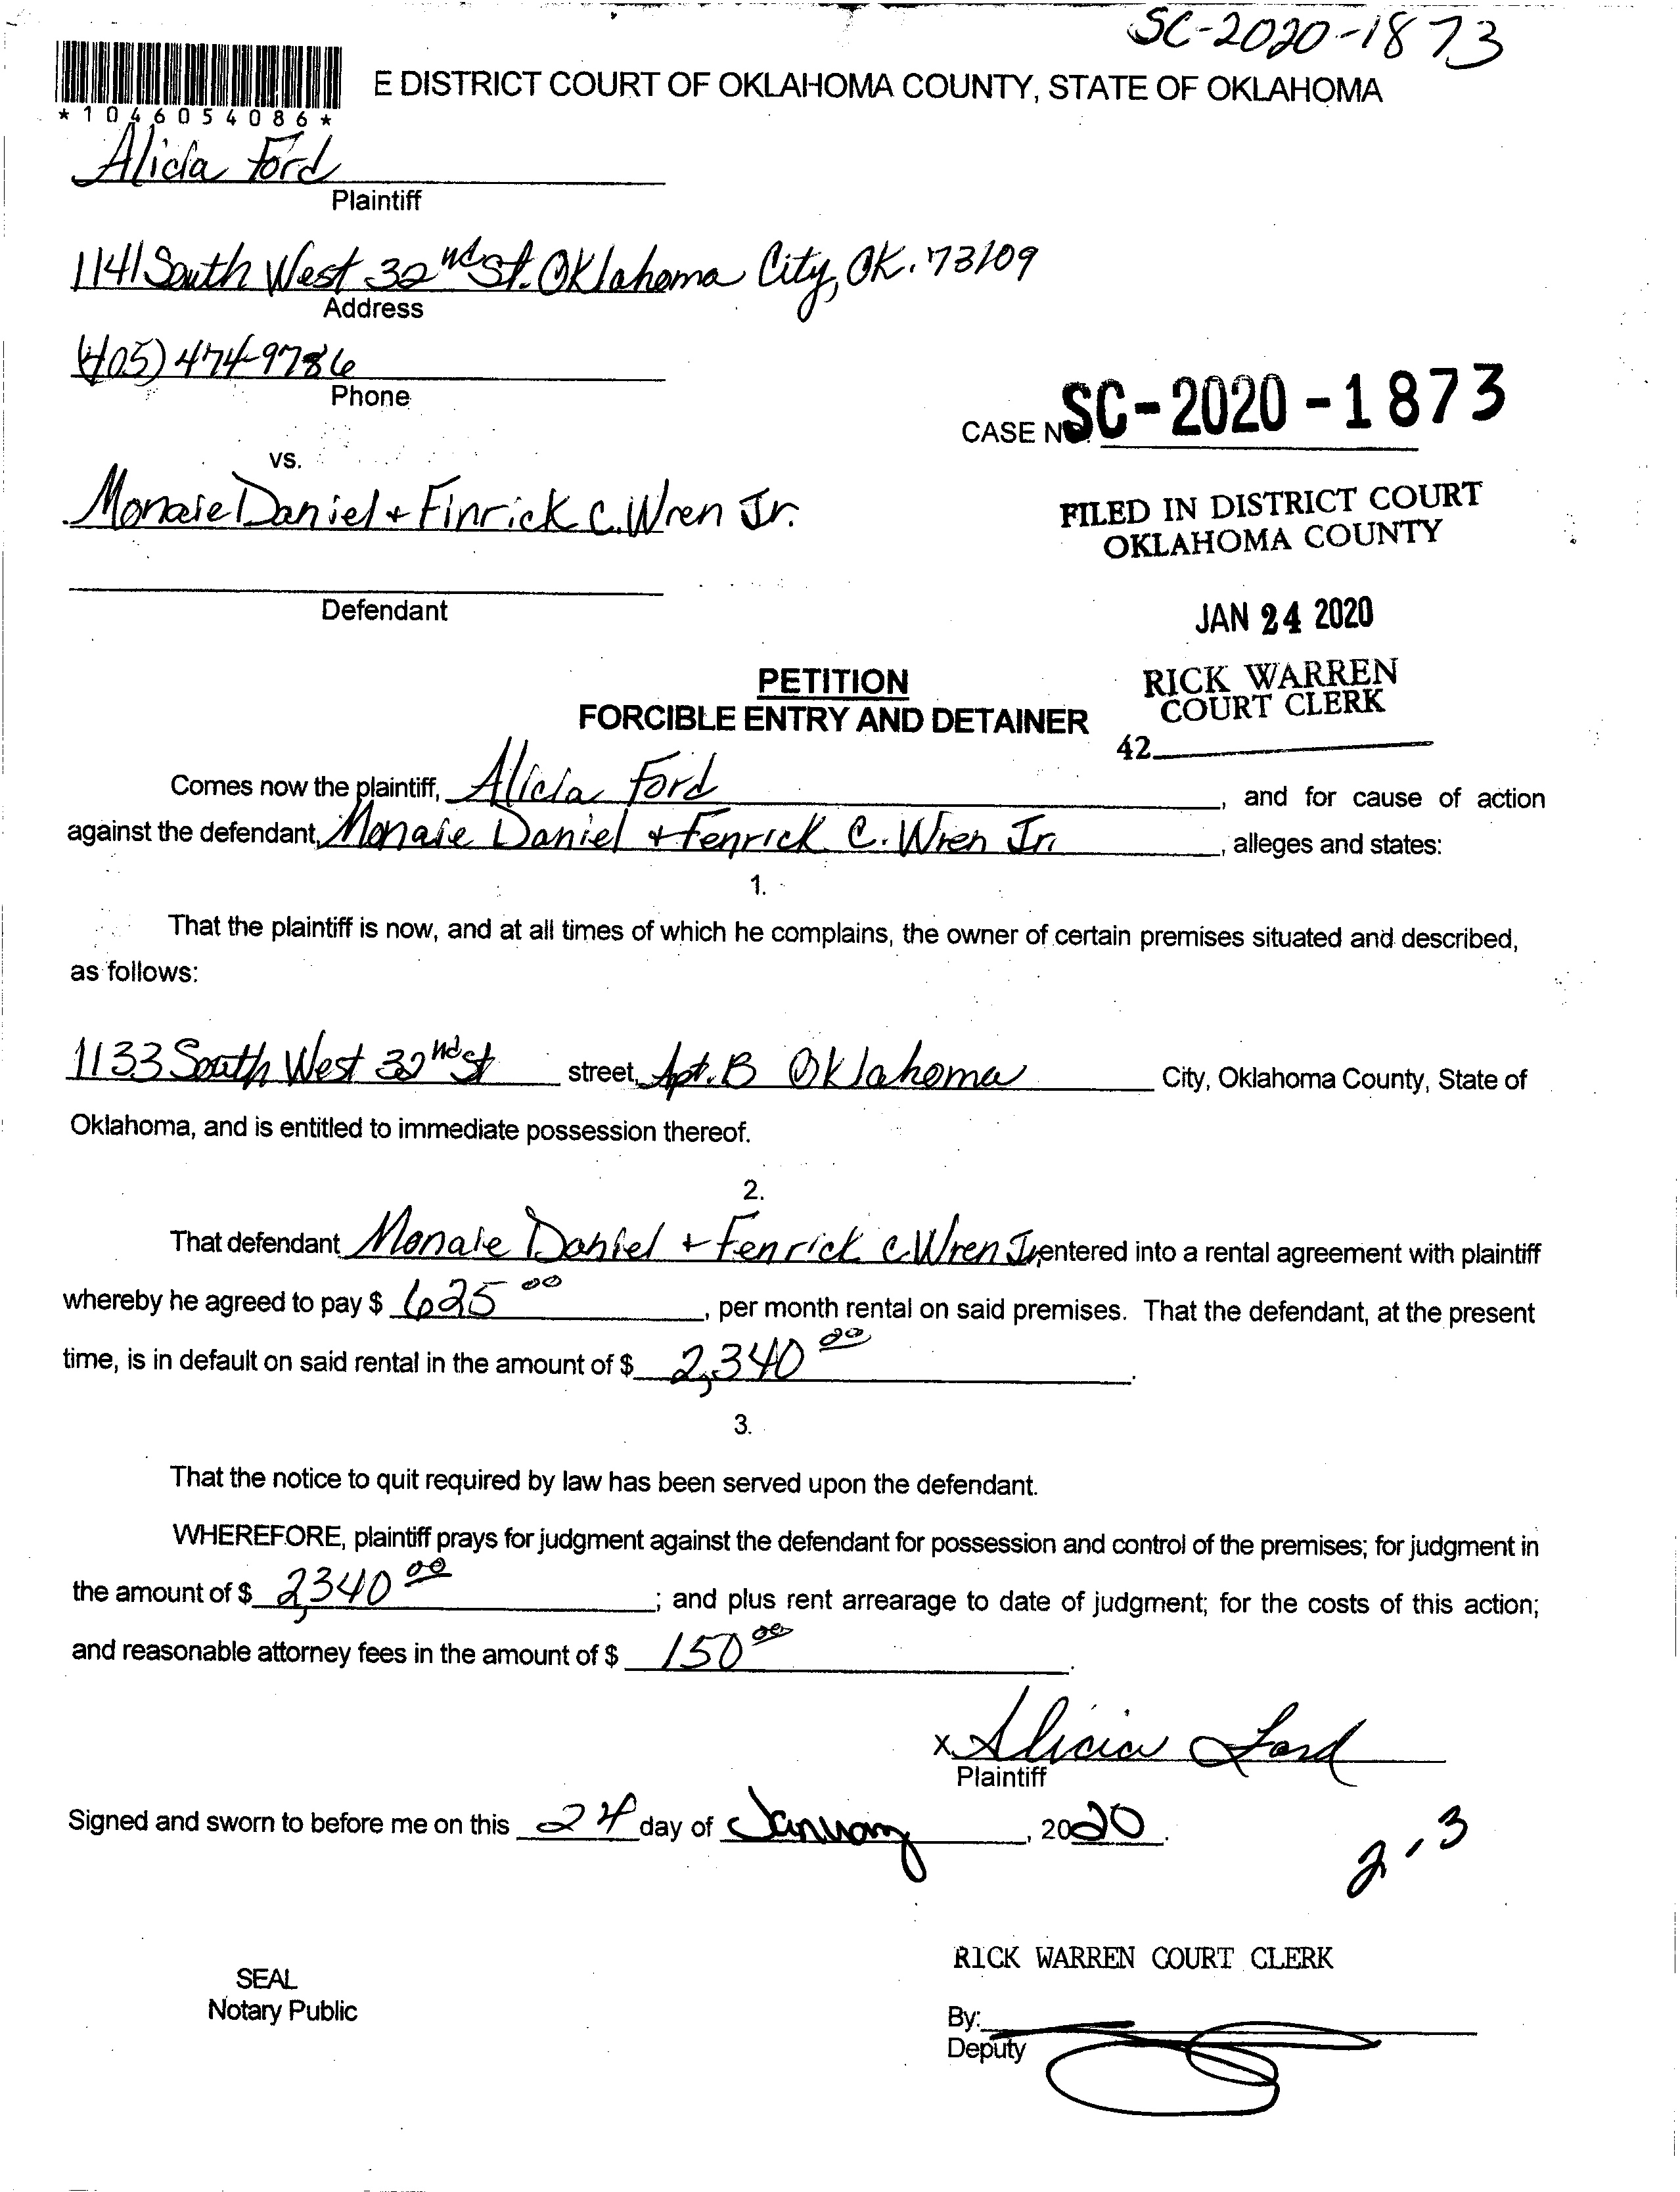 SC-2020-1873
E DISTRICT COURT OF OKLAHOMA COUNTY, STATE OF OKLAHOMA
*1046054086*
Alicia Ford
Plaintiff
1141 South West 32nd St. Oklahoma City, OK. 73109
Address
(405) 474-9786
Phone
CASE NO. SC-2020-1873
vs.
Monaie Daniel + Finrick C. Wren Jr.
FILED IN DISTRICT COURT
OKLAHOMA COUNTY
Defendant
JAN 24 2020
PETITION
RICK WARREN
COURT CLERK
FORCIBLE ENTRY AND DETAINER
42
Comes now the plaintiff, Alicia Ford, and for cause of action
against the defendant, Monaie Daniel + Fenrick C. Wren Jr., alleges and states:
1.
That the plaintiff is now, and at all times of which he complains, the owner of certain premises situated and described,
as follows:
1133 South West 32nd St street, Apt. B Oklahoma City, Oklahoma County, State of
Oklahoma, and is entitled to immediate possession thereof.
2.
That defendant Monaie Daniel + Fenrick C Wren Jr, entered into a rental agreement with plaintiff
whereby he agreed to pay $ 625 00, per month rental on said premises. That the defendant, at the present
time, is in default on said rental in the amount of $ 2,340 00.
3.
That the notice to quit required by law has been served upon the defendant.
WHEREFORE, plaintiff prays for judgment against the defendant for possession and control of the premises; for judgment in
the amount of $ 2,340 00; and plus rent arrearage to date of judgment; for the costs of this action;
and reasonable attorney fees in the amount of $ 150 00.
X Alicia Ford
Plaintiff
Signed and sworn to before me on this 24 day of January, 2020.
2,3
RICK WARREN COURT CLERK
SEAL
Notary Public
By:
Deputy